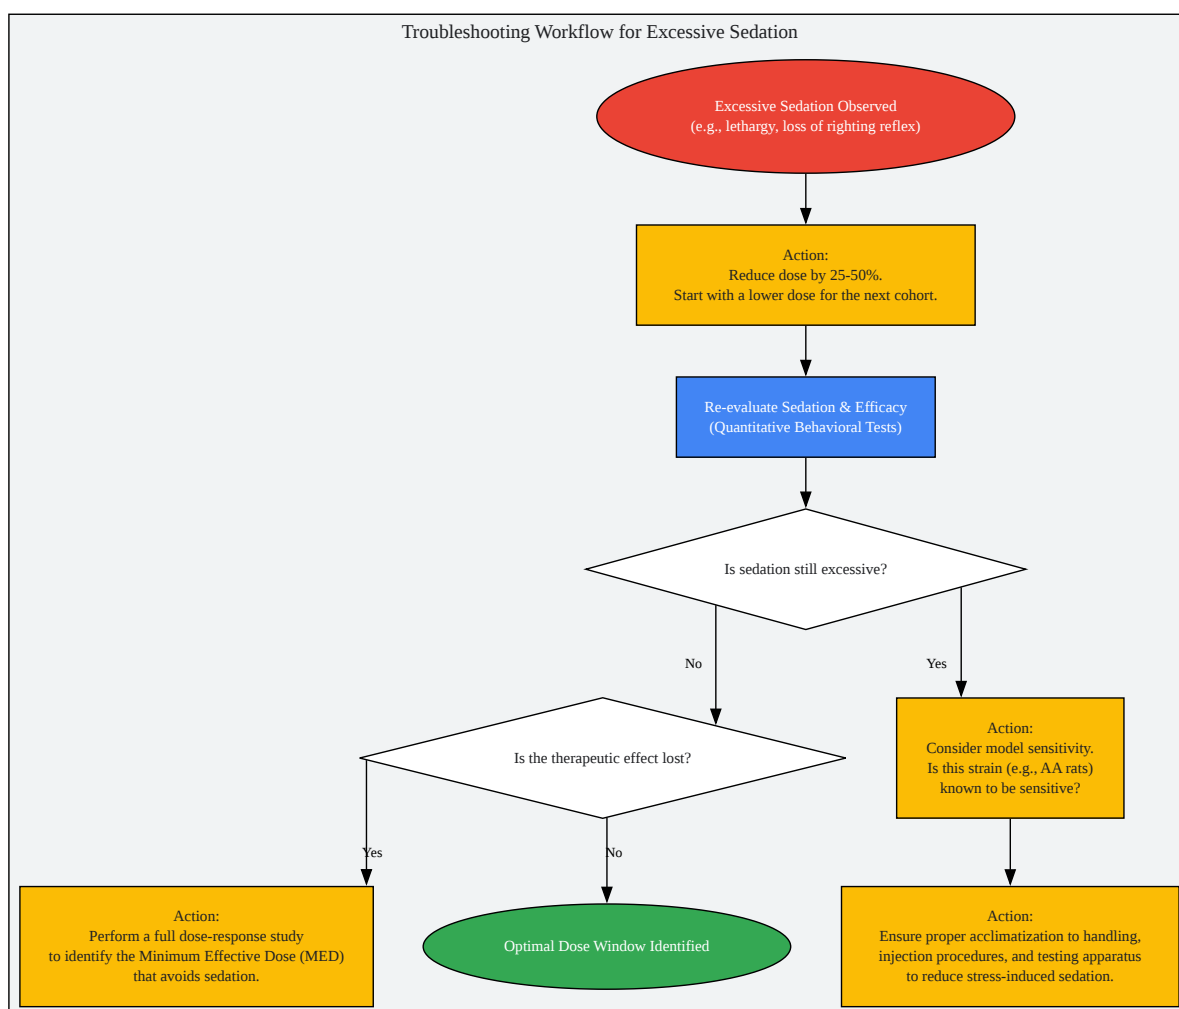 Troubleshooting Workflow for Excessive Sedation
Excessive Sedation Observed
(e.g., lethargy, loss of righting reflex)
Action:
Reduce dose by 25-50%.
Start with a lower dose for the next cohort.
Re-evaluate Sedation & Efficacy
(Quantitative Behavioral Tests)
Is sedation still excessive?
No
Yes
Is the therapeutic effect lost?
Action:
Consider model sensitivity.
Is this strain (e.g., AA rats)
known to be sensitive?
Yes
No
Action:
Perform a full dose-response study
to identify the Minimum Effective Dose (MED)
that avoids sedation.
Optimal Dose Window Identified
Action:
Ensure proper acclimatization to handling,
injection procedures, and testing apparatus
to reduce stress-induced sedation.